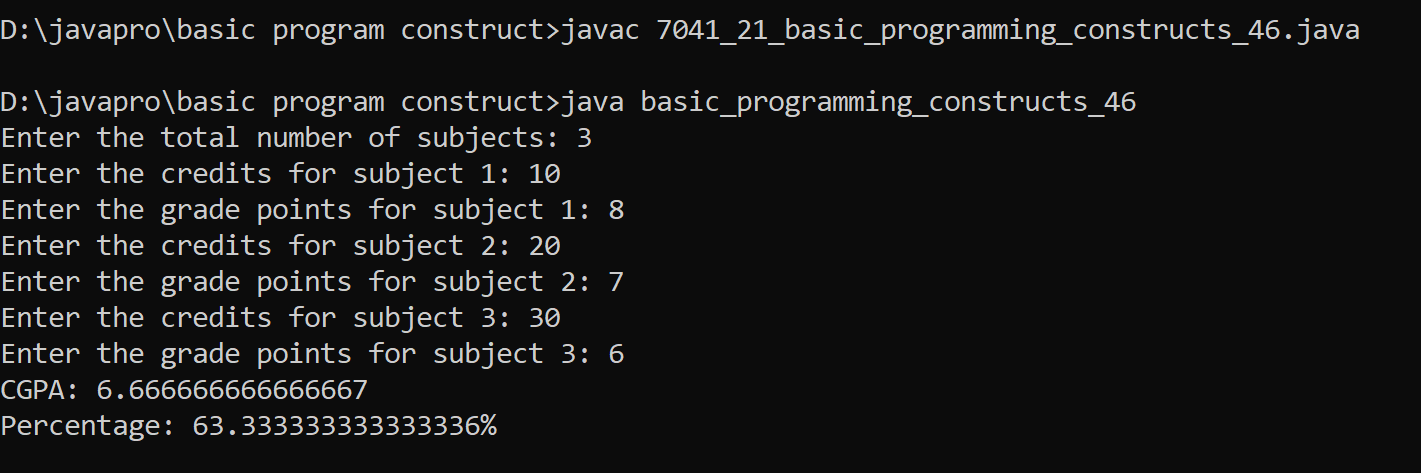 D:\javapro\basic program construct>javac 7041_21_basic_programming_constructs_46.java
D:\javapro\basic program construct>java basic_programming_constructs_46
Enter the total number of subjects: 3
Enter the credits for subject 1: 10
Enter the grade points for subject 1: 8
Enter the credits for subject 2: 20
Enter the grade points for subject 2: 7
Enter the credits for subject 3: 30
Enter the grade points for subject 3: 6
CGPA: 6.666666666666667
Percentage: 63.333333333333336%